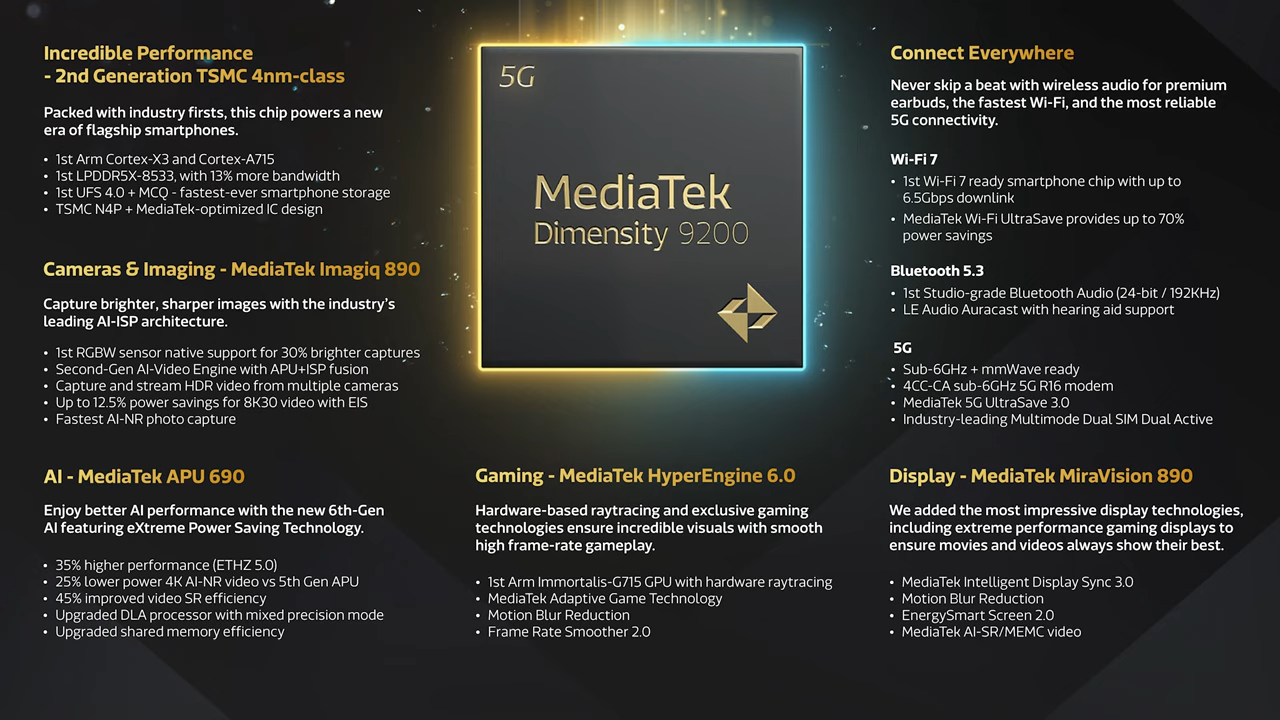 Incredible Performance
- 2nd Generation TSMC 4nm-class
Packed with industry firsts, this chip powers a new
era of flagship smartphones.
• 1st Arm Cortex-X3 and Cortex-A715
• 1st LPDDR5X-8533, with 13% more bandwidth
• 1st UFS 4.0 + MCQ - fastest-ever smartphone storage
• TSMC N4P + MediaTek-optimized IC design
Cameras & Imaging - MediaTek Imagiq 890
Capture brighter, sharper images with the industry's
leading AI-ISP architecture.
• 1st RGBW sensor native support for 30% brighter captures
• Second-Gen AI-Video Engine with APU+ISP fusion
• Capture and stream HDR video from multiple cameras
• Up to 12.5% power savings for 8K30 video with EIS
• Fastest AI-NR photo capture
5G
MediaTek
Dimensity 9200
Connect Everywhere
Never skip a beat with wireless audio for premium
earbuds, the fastest Wi-Fi, and the most reliable
5G connectivity.
Wi-Fi 7
• 1st Wi-Fi 7 ready smartphone chip with up to
6.5Gbps downlink
• MediaTek Wi-Fi UltraSave provides up to 70%
power savings
Bluetooth 5.3
• 1st Studio-grade Bluetooth Audio (24-bit / 192KHz)
• LE Audio Auracast with hearing aid support
5G
• Sub-6GHz + mmWave ready
• 4CC-CA sub-6GHz 5G R16 modem
• MediaTek 5G UltraSave 3.0
• Industry-leading Multimode Dual SIM Dual Active
AI - MediaTek APU 690
Enjoy better AI performance with the new 6th-Gen
AI featuring eXtreme Power Saving Technology.
• 35% higher performance (ETHZ 5.0)
• 25% lower power 4K AI-NR video vs 5th Gen APU
• 45% improved video SR efficiency
• Upgraded DLA processor with mixed precision mode
• Upgraded shared memory efficiency
Gaming - MediaTek HyperEngine 6.0
Hardware-based raytracing and exclusive gaming
technologies ensure incredible visuals with smooth
high frame-rate gameplay.
• 1st Arm Immortalis-G715 GPU with hardware raytracing
• MediaTek Adaptive Game Technology
• Motion Blur Reduction
• Frame Rate Smoother 2.0
Display - MediaTek MiraVision 890
We added the most impressive display technologies,
including extreme performance gaming displays to
ensure movies and videos always show their best.
• MediaTek Intelligent Display Sync 3.0
• Motion Blur Reduction
• EnergySmart Screen 2.0
• MediaTek AI-SR/MEMC video